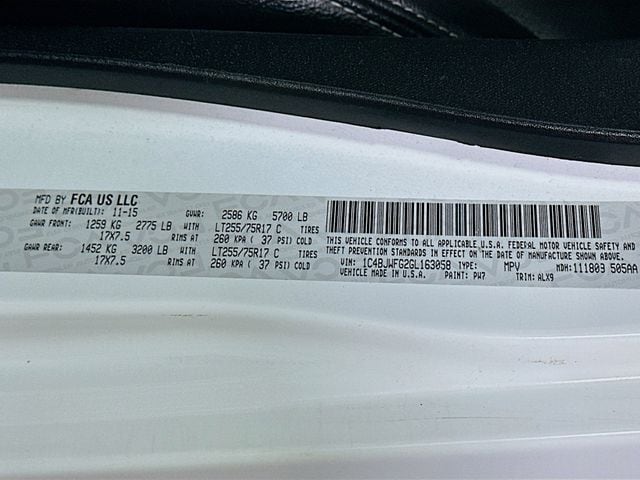 MFD BY FCA US LLC
DATE OF MFR(BUILT): 11-15 GVWR: 2586 KG 5700 LB
GAWR FRONT: 1259 KG 2775 LB WITH LT255/75R17 C TIRES
17X7.5 RIMS AT 260 KPA ( 37 PSI) COLD
GAWR REAR: 1452 KG 3200 LB WITH LT255/75R17 C TIRES
17X7.5 RIMS AT 260 KPA ( 37 PSI) COLD
THIS VEHICLE CONFORMS TO ALL APPLICABLE U.S.A. FEDERAL MOTOR VEHICLE SAFETY AND
THEFT PREVENTION STANDARDS IN EFFECT ON THE DATE OF MANUFACTURE SHOWN ABOVE.
VIN: 1C4BJWFG2GL163058 TYPE: MPV MDH: 111803 505AA
VEHICLE MADE IN U.S.A. PAINT: PW7 TRIM: ALX9